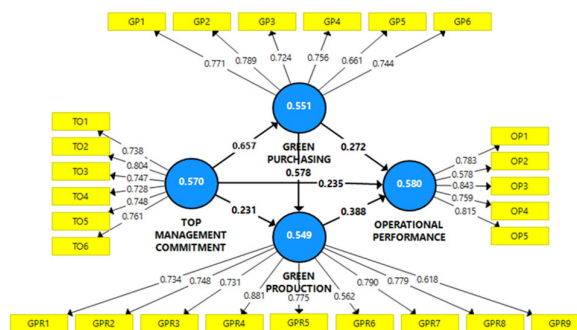 GP1 GP2 GP3 GP4 GP5 GP6
0.771 0.789 0.724 0.756 0.661 0.744
0.551
GREEN
PURCHASING
TO1
TO2
TO3
TO4
TO5
TO6
0.738
0.804
0.747
0.728
0.748
0.761
0.657
0.272
0.578
0.570
0.235
0.580
0.231
0.388
TOP
MANAGEMENT
COMMITMENT
OPERATIONAL
PERFORMANCE
0.783
0.578
0.843
0.759
0.815
OP1
OP2
OP3
OP4
OP5
0.549
GREEN
PRODUCTION
0.734 0.748 0.731 0.881 0.775 0.562 0.790 0.779 0.618
GPR1 GPR2 GPR3 GPR4 GPR5 GPR6 GPR7 GPR8 GPR9